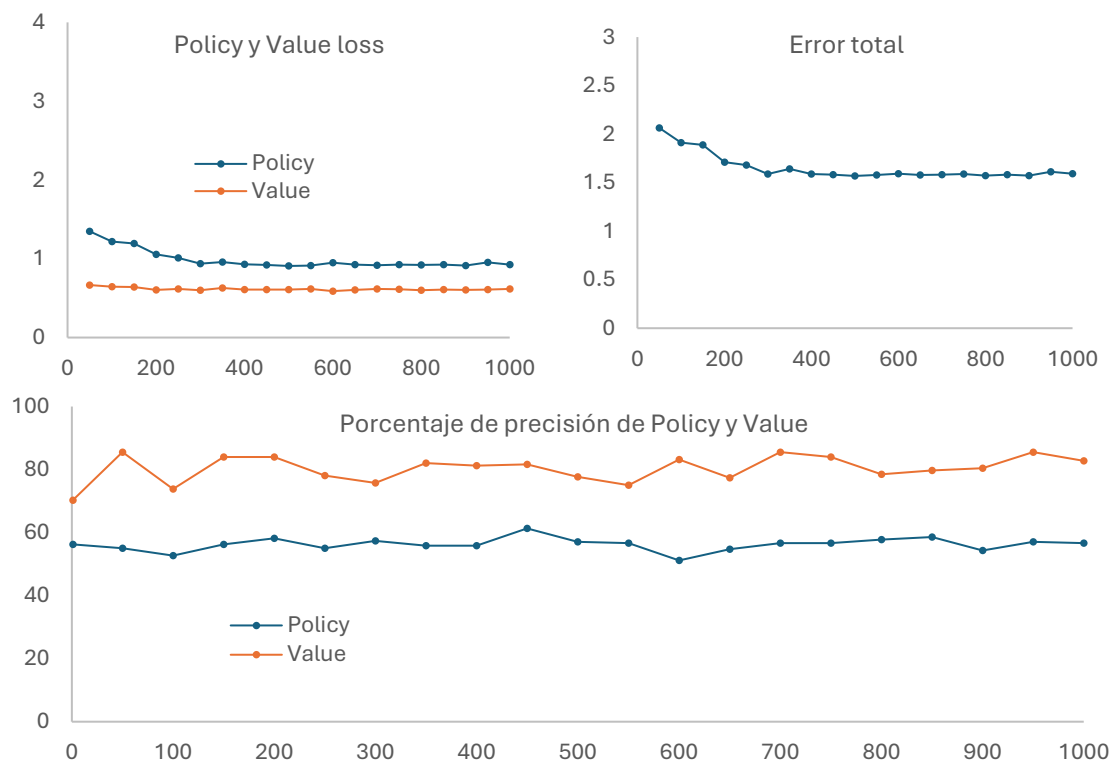 Policy y Value loss
4
3
2
1
0
Policy
Value
0 200 400 600 800 1000
Error total
3
2.5
2
1.5
1
0.5
0
0 200 400 600 800 1000
Porcentaje de precisión de Policy y Value
100
80
60
40
20
0
Policy
Value
0 100 200 300 400 500 600 700 800 900 1000